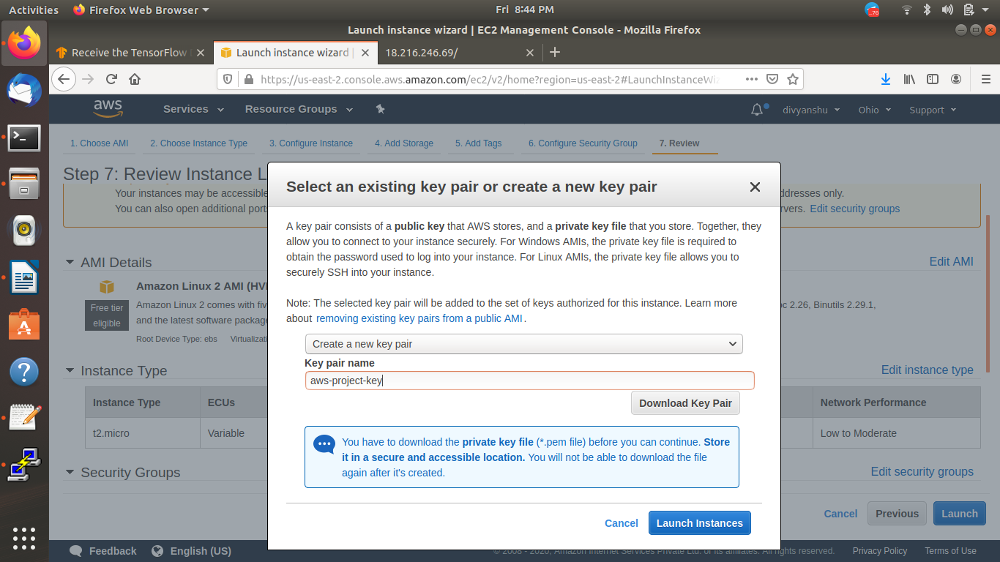 Activities Firefox Web Browser Fri 8:44 PM .76
Launch instance wizard | EC2 Management Console - Mozilla Firefox
Receive the TensorFlow Launch instance wizard | 18.216.246.69/
https://us-east-2.console.aws.amazon.com/ec2/v2/home?region=us-east-2#LaunchInstanceWiz
aws Services Resource Groups divyanshu Ohio Support
1. Choose AMI 2. Choose Instance Type 3. Configure Instance 4. Add Storage 5. Add Tags 6. Configure Security Group 7. Review
Step 7: Review Instance L
Your instances may be accessible ddresses only.
You can also open additional port rvers. Edit security groups
AMI Details Edit AMI
Amazon Linux 2 AMI (HV
Free tier
eligible
Amazon Linux 2 comes with fiv c 2.26, Binutils 2.29.1,
and the latest software package
Root Device Type: ebs Virtualizati
Instance Type Edit instance type
Instance Type ECUs Network Performance
t2.micro Variable Low to Moderate
Security Groups Edit security groups
Cancel Previous Launch
Select an existing key pair or create a new key pair
A key pair consists of a public key that AWS stores, and a private key file that you store. Together, they
allow you to connect to your instance securely. For Windows AMIs, the private key file is required to
obtain the password used to log into your instance. For Linux AMIs, the private key file allows you to
securely SSH into your instance.
Note: The selected key pair will be added to the set of keys authorized for this instance. Learn more
about removing existing key pairs from a public AMI.
Create a new key pair
Key pair name
aws-project-key
Download Key Pair
You have to download the private key file (*.pem file) before you can continue. Store
it in a secure and accessible location. You will not be able to download the file
again after it's created.
Cancel Launch Instances
Feedback English (US) © 2008 - 2020, Amazon Internet Services Private Ltd. or its affiliates. All rights reserved. Privacy Policy Terms of Use